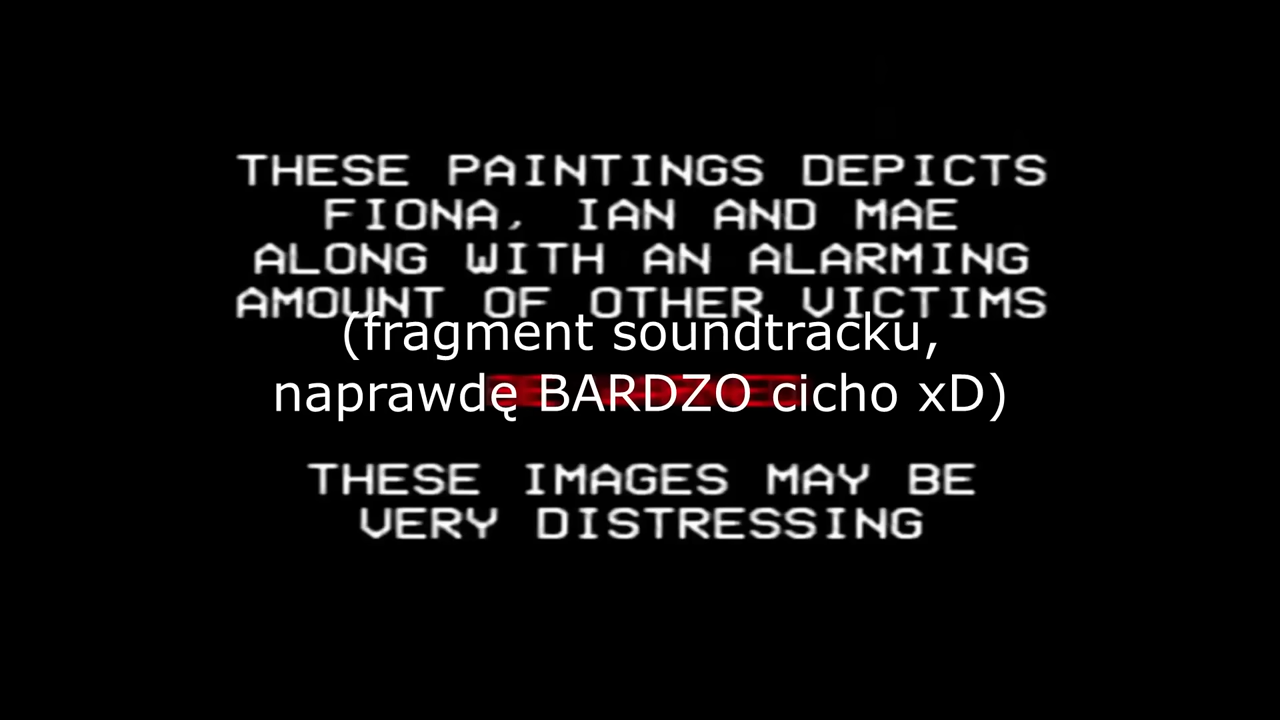 THESE PAINTINGS DEPICTS
FIONA, IAN AND MAE
ALONG WITH AN ALARMING
AMOUNT OF OTHER VICTIMS
(fragment soundtracku,
naprawdę BARDZO cicho xD)
THESE IMAGES MAY BE
VERY DISTRESSING